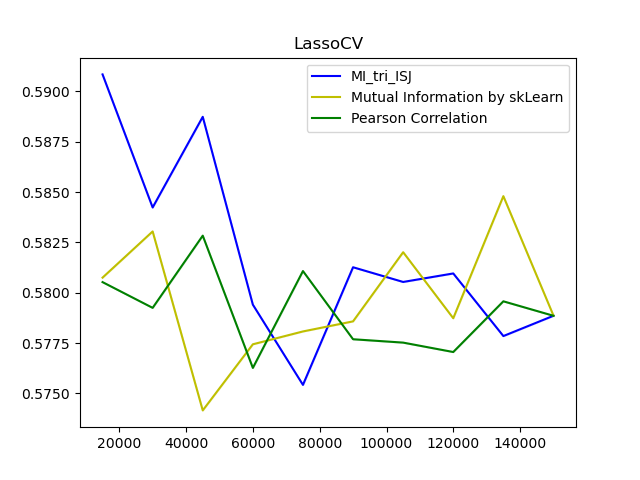 LassoCV
MI_tri_ISJ
Mutual Information by skLearn
Pearson Correlation
0.5900
0.5875
0.5850
0.5825
0.5800
0.5775
0.5750
20000 40000 60000 80000 100000 120000 140000